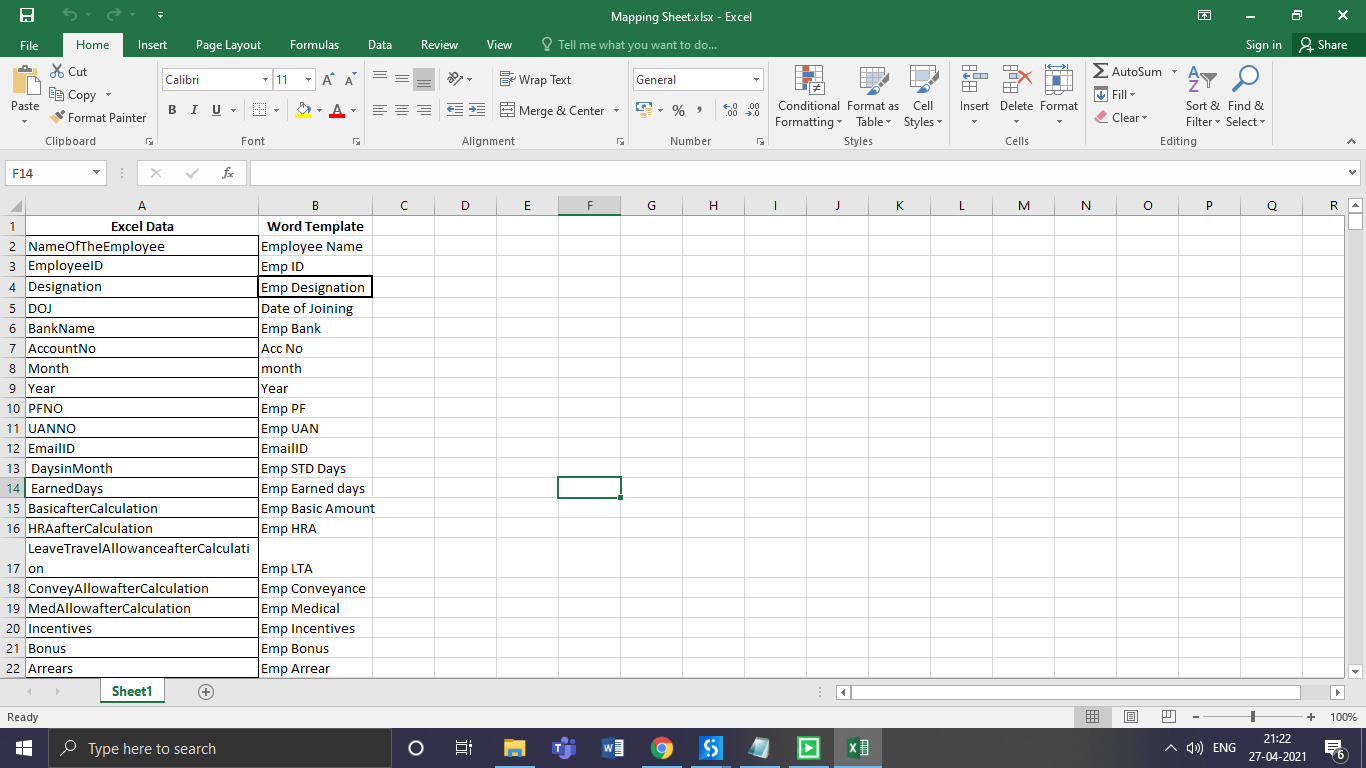 Mapping Sheet.xlsx - Excel
File Home Insert Page Layout Formulas Data Review View Tell me what you want to do... Sign in Share
Cut
Copy
Format Painter
Paste
Clipboard
Calibri 11
B I U A
Font
Wrap Text
Merge & Center
Alignment
General
% ,
Number
Conditional Formatting
Format as Table
Cell Styles
Styles
Insert Delete Format
Cells
AutoSum
Fill
Clear
Sort & Filter
Find & Select
Editing
F14 fx
A B C D E F G H I J K L M N O P Q R
1 Excel Data Word Template
2 NameOfTheEmployee Employee Name
3 EmployeeID Emp ID
4 Designation Emp Designation
5 DOJ Date of Joining
6 BankName Emp Bank
7 AccountNo Acc No
8 Month month
9 Year Year
10 PFNO Emp PF
11 UANNO Emp UAN
12 EmailID EmailID
13 DaysinMonth Emp STD Days
14 EarnedDays Emp Earned days
15 BasicafterCalculation Emp Basic Amount
16 HRAafterCalculation Emp HRA
LeaveTravelAllowanceafterCalculati
17 on Emp LTA
18 ConveyAllowafterCalculation Emp Conveyance
19 MedAllowafterCalculation Emp Medical
20 Incentives Emp Incentives
21 Bonus Emp Bonus
22 Arrears Emp Arrear
Sheet1
Ready 100%
Type here to search
ENG
21:22
27-04-2021
6